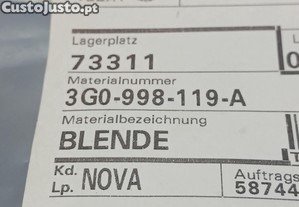 CustoJusto.pt
Lagerplatz
73311
Materialnummer
3G0-998-119-A
Materialbezeichnung
BLENDE
Kd. Lp. NOVA
Auftrags
58744